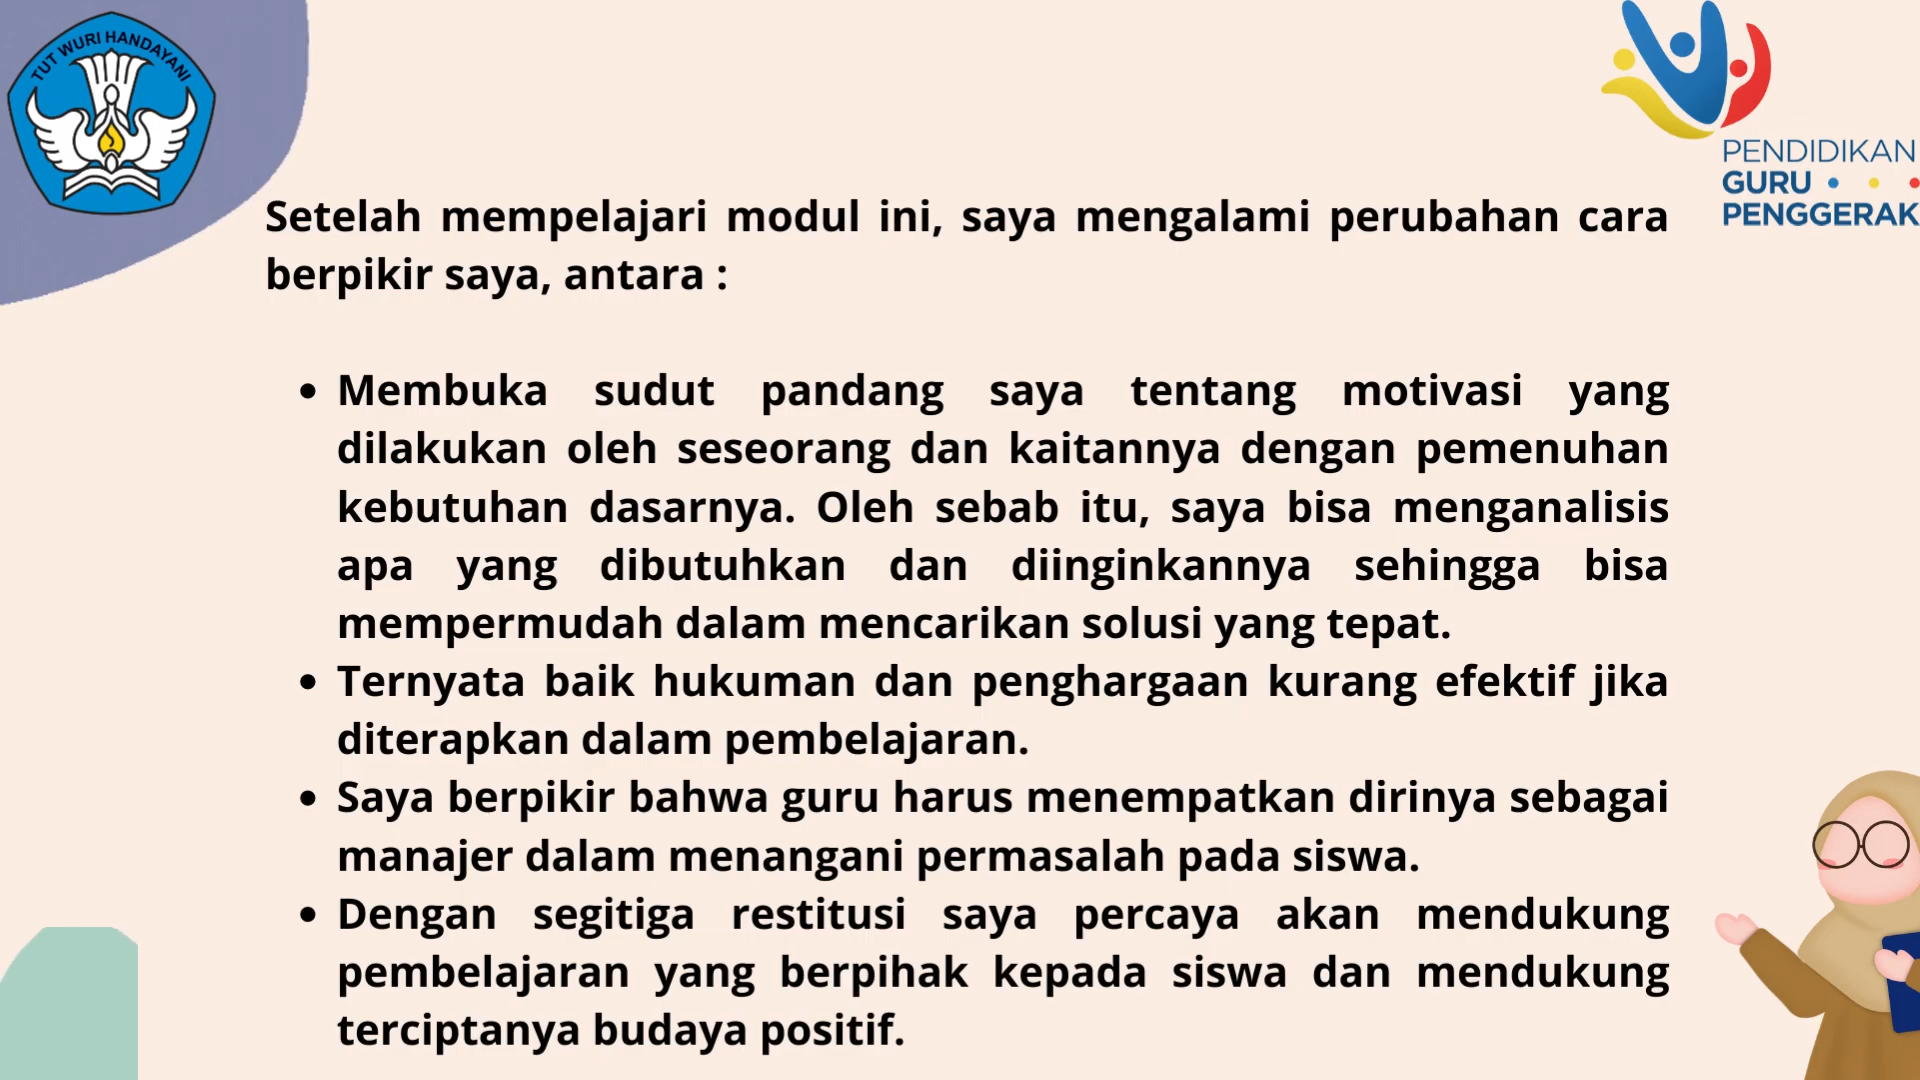 TUT WURI HANDAYANI
PENDIDIKAN
GURU
PENGGERAK
Setelah mempelajari modul ini, saya mengalami perubahan cara
berpikir saya, antara :
• Membuka sudut pandang saya tentang motivasi yang
dilakukan oleh seseorang dan kaitannya dengan pemenuhan
kebutuhan dasarnya. Oleh sebab itu, saya bisa menganalisis
apa yang dibutuhkan dan diinginkannya sehingga bisa
mempermudah dalam mencarikan solusi yang tepat.
• Ternyata baik hukuman dan penghargaan kurang efektif jika
diterapkan dalam pembelajaran.
• Saya berpikir bahwa guru harus menempatkan dirinya sebagai
manajer dalam menangani permasalah pada siswa.
• Dengan segitiga restitusi saya percaya akan mendukung
pembelajaran yang berpihak kepada siswa dan mendukung
terciptanya budaya positif.